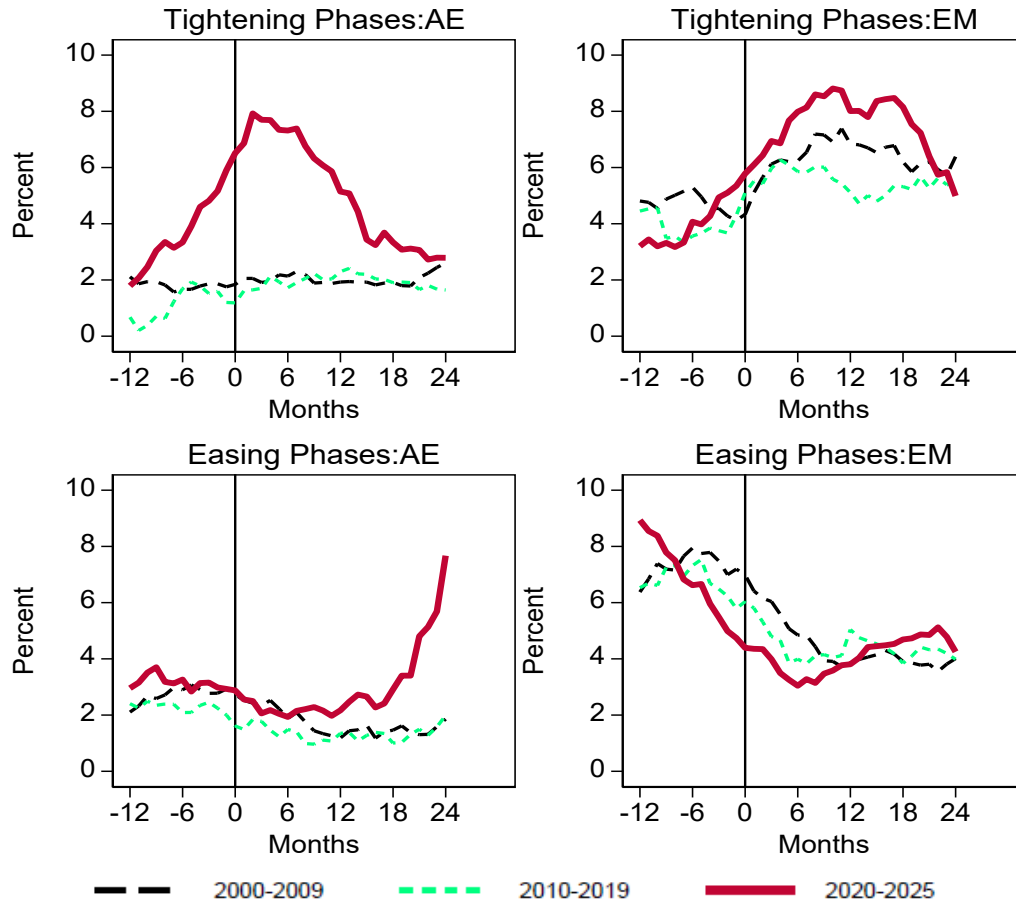 Tightening Phases:AE
10
8
6
4
2
0
Percent
-12 -6 0 6 12 18 24
Months
Tightening Phases:EM
10
8
6
4
2
0
Percent
-12 -6 0 6 12 18 24
Months
Easing Phases:AE
10
8
6
4
2
0
Percent
-12 -6 0 6 12 18 24
Months
Easing Phases:EM
10
8
6
4
2
0
Percent
-12 -6 0 6 12 18 24
Months
2000-2009 2010-2019 2020-2025